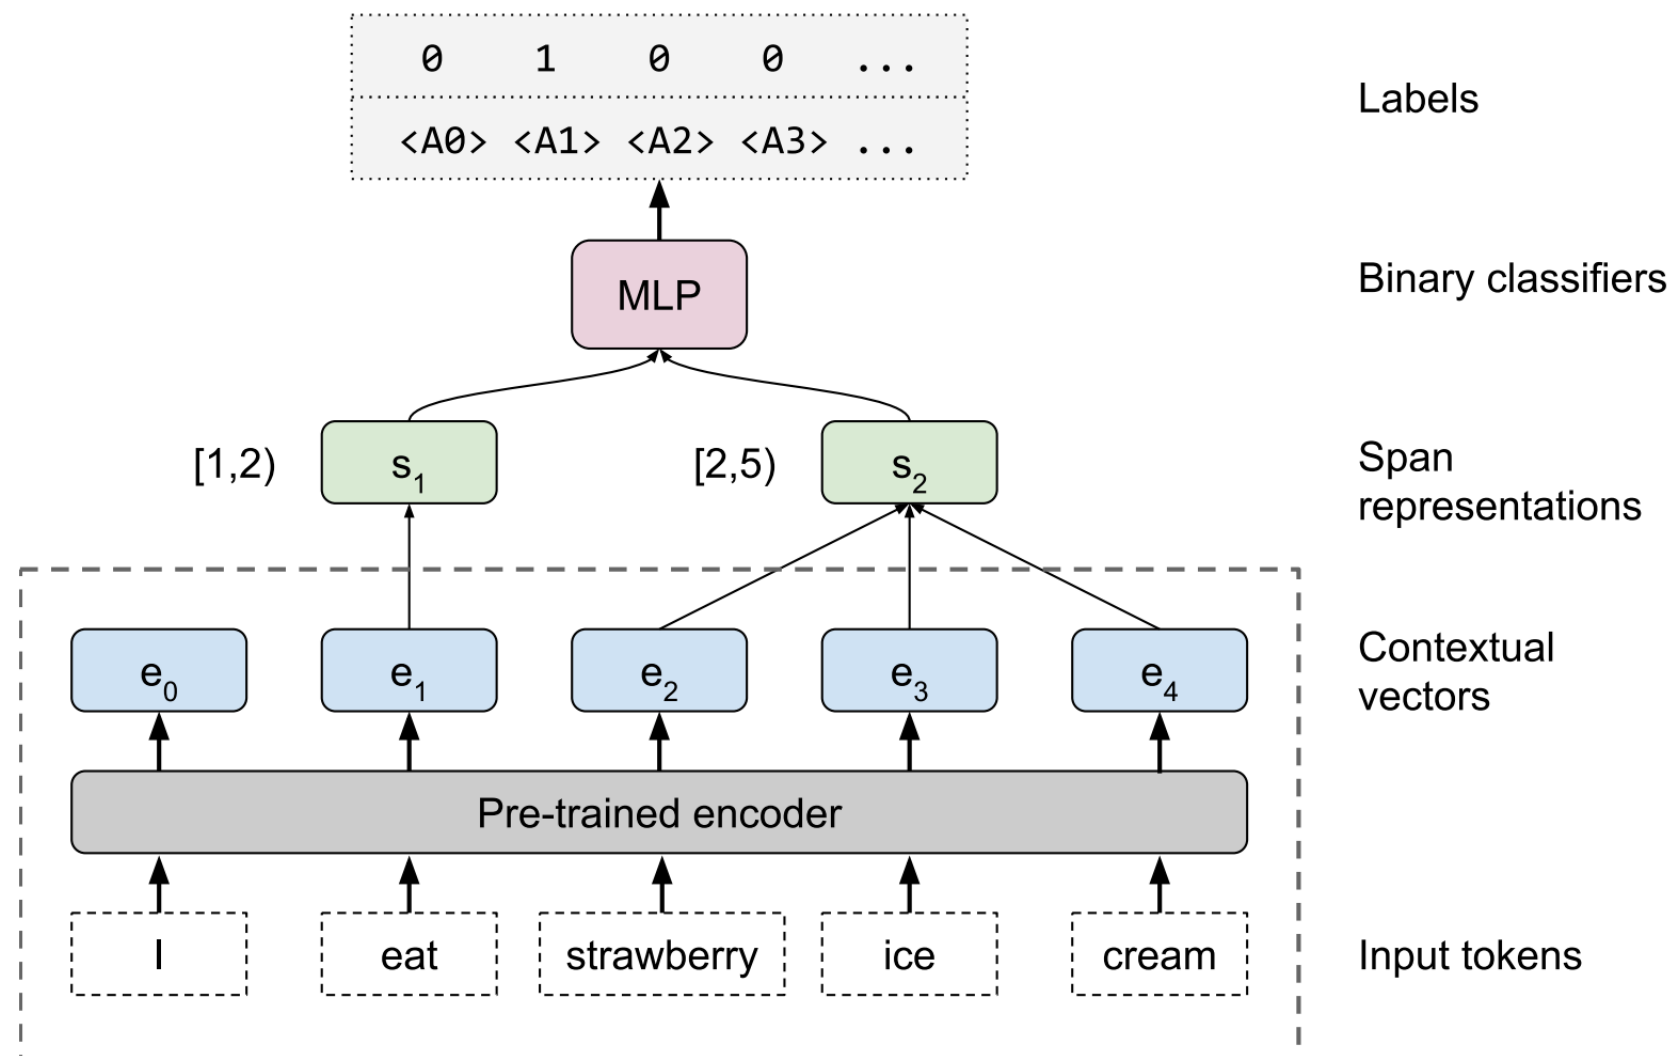 0 1 0 0 ...
<A0> <A1> <A2> <A3> ...
Labels
MLP
Binary classifiers
[1,2)
s1
[2,5)
s2
Span
representations
e0
e1
e2
e3
e4
Contextual
vectors
Pre-trained encoder
I
eat
strawberry
ice
cream
Input tokens